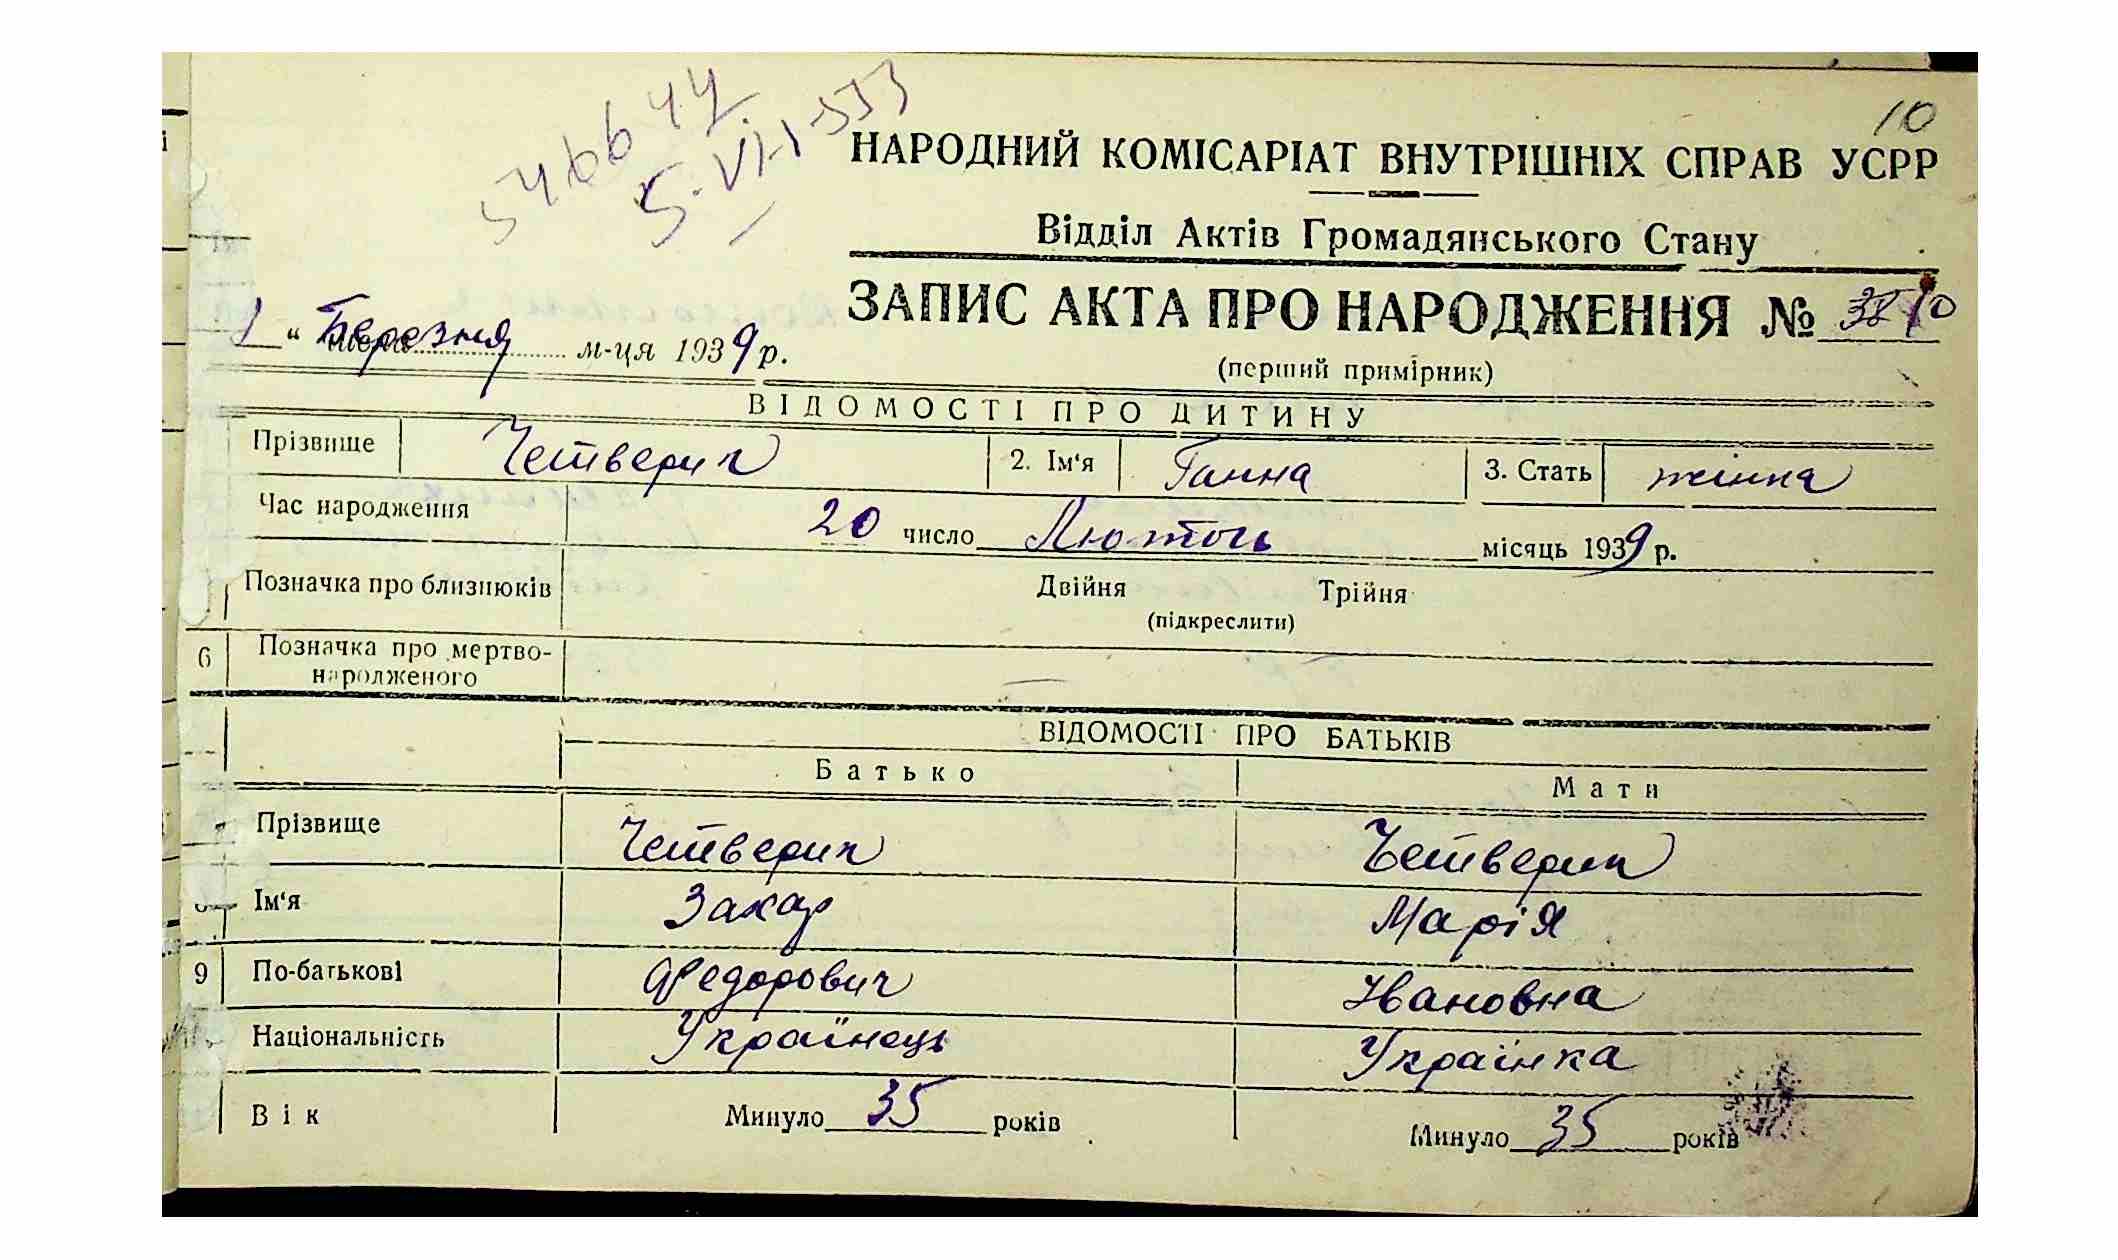 10
546644
5-VII-53
НАРОДНИЙ КОМІСАРІАТ ВНУТРІШНІХ СПРАВ УСРР
Відділ Актів Громадянського Стану
ЗАПИС АКТА ПРО НАРОДЖЕННЯ №
(перший примірник)
1 " Березня м-ця 1939 р.
ВІДОМОСТІ ПРО ДИТИНУ
Прізвище Четверик 2. Ім'я Ганна 3. Стать жінка
Час народження 20 число Лютого місяць 1939 р.
Позначка про близнюків Двійня Трійня
(підкреслити)
6 Позначка про мертво-
народженого
ВІДОМОСТІ ПРО БАТЬКІВ
Батько Мати
Прізвище Четверик Четверик
Ім'я Захар Марія
9 По-батькові Федорович Івановна
Національність Українець Українка
Вік Минуло 35 років Минуло 35 років